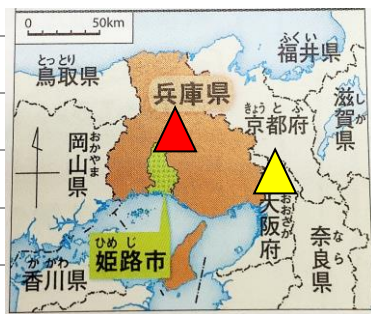 0 50km
ふくい
福井県
とっとり
鳥取県
兵庫県
きょうとふ
京都府
しが
滋賀県
おかやま
岡山県
おおさか
大阪府
ひめじ
姫路市
なら
奈良県
かがわ
香川県